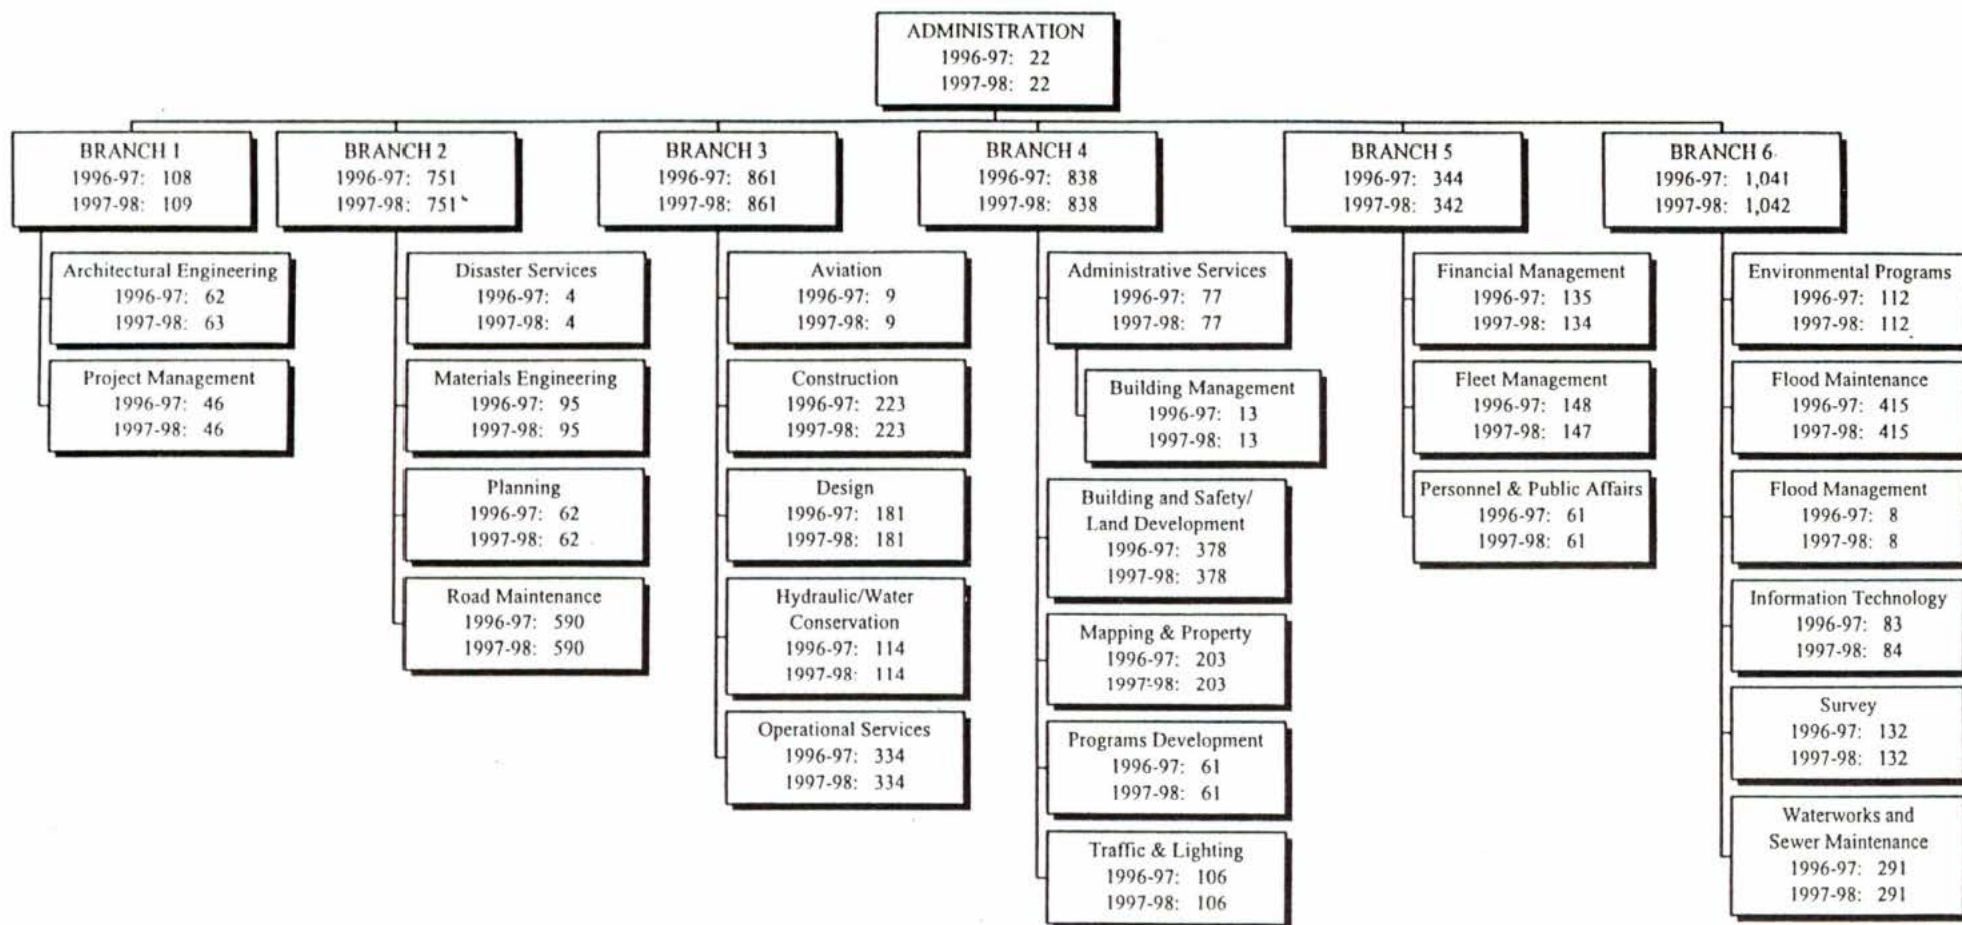 ADMINISTRATION
1996-97: 22
1997-98: 22
BRANCH 1
1996-97: 108
1997-98: 109
BRANCH 2
1996-97: 751
1997-98: 751
BRANCH 3
1996-97: 861
1997-98: 861
BRANCH 4
1996-97: 838
1997-98: 838
BRANCH 5
1996-97: 344
1997-98: 342
BRANCH 6
1996-97: 1,041
1997-98: 1,042
Architectural Engineering
1996-97: 62
1997-98: 63
Project Management
1996-97: 46
1997-98: 46
Disaster Services
1996-97: 4
1997-98: 4
Materials Engineering
1996-97: 95
1997-98: 95
Planning
1996-97: 62
1997-98: 62
Road Maintenance
1996-97: 590
1997-98: 590
Aviation
1996-97: 9
1997-98: 9
Construction
1996-97: 223
1997-98: 223
Design
1996-97: 181
1997-98: 181
Hydraulic/Water
Conservation
1996-97: 114
1997-98: 114
Operational Services
1996-97: 334
1997-98: 334
Administrative Services
1996-97: 77
1997-98: 77
Building Management
1996-97: 13
1997-98: 13
Building and Safety/
Land Development
1996-97: 378
1997-98: 378
Mapping & Property
1996-97: 203
1997-98: 203
Programs Development
1996-97: 61
1997-98: 61
Traffic & Lighting
1996-97: 106
1997-98: 106
Financial Management
1996-97: 135
1997-98: 134
Fleet Management
1996-97: 148
1997-98: 147
Personnel & Public Affairs
1996-97: 61
1997-98: 61
Environmental Programs
1996-97: 112
1997-98: 112
Flood Maintenance
1996-97: 415
1997-98: 415
Flood Management
1996-97: 8
1997-98: 8
Information Technology
1996-97: 83
1997-98: 84
Survey
1996-97: 132
1997-98: 132
Waterworks and
Sewer Maintenance
1996-97: 291
1997-98: 291